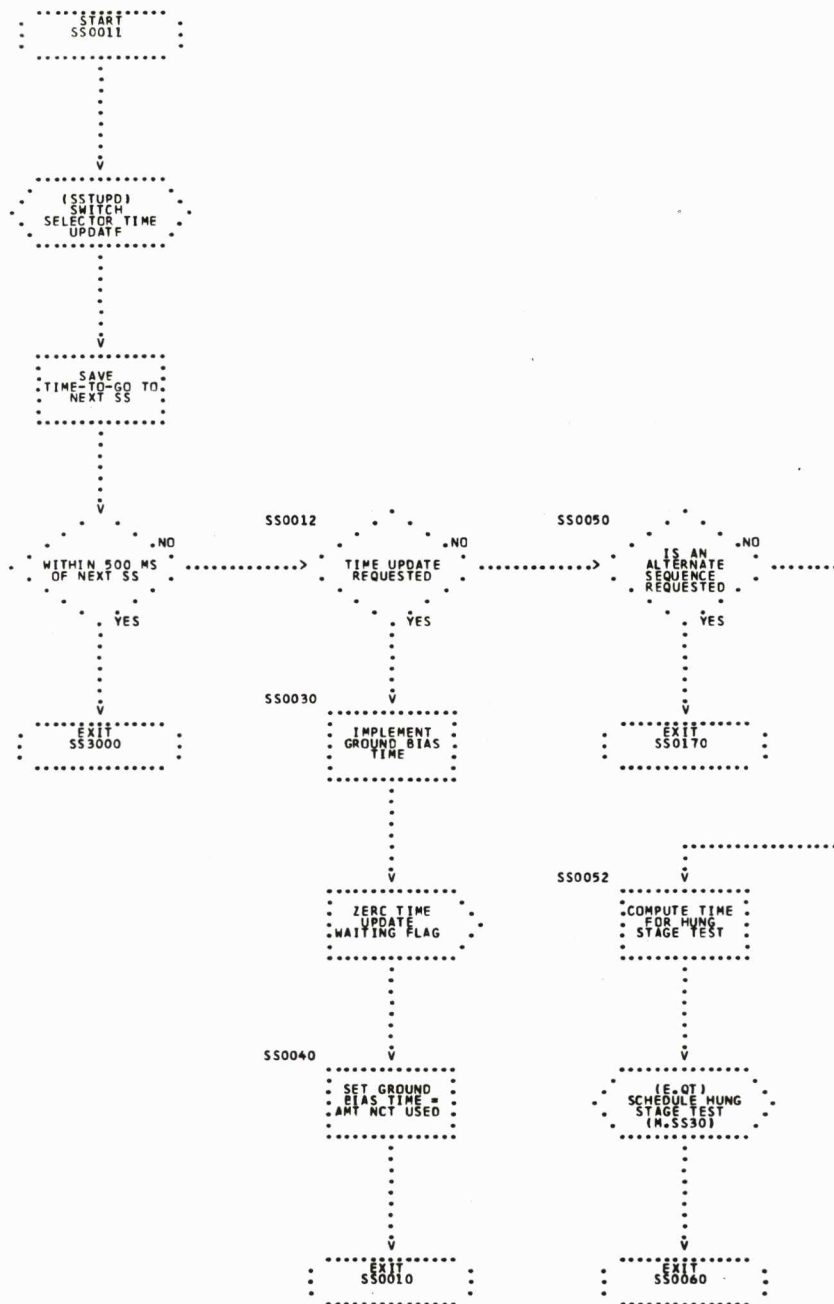 START
SS0011
(SSTUPD)
SWITCH
SELECTOR TIME
UPDATF
SAVE
TIME-TO-GO TO
NEXT SS
WITHIN 500 MS
OF NEXT SS
NO
YES
EXIT
SS3000
SS0012
TIME UPDATE
REQUESTED
NO
YES
SS0030
IMPLEMENT
GROUND BIAS
TIME
ZERC TIME
UPDATE
WAITING FLAG
SS0040
SET GROUND
BIAS TIME =
AMT NCT USED
EXIT
SS0010
SS0050
IS AN
ALTERNATE
SEQUENCE
REQUESTED
NO
YES
EXIT
SS0170
SS0052
COMPUTE TIME
FOR HUNG
STAGE TEST
(E.QT)
SCHEDULE HUNG
STAGE TEST
(M.SS30)
EXIT
SS0060